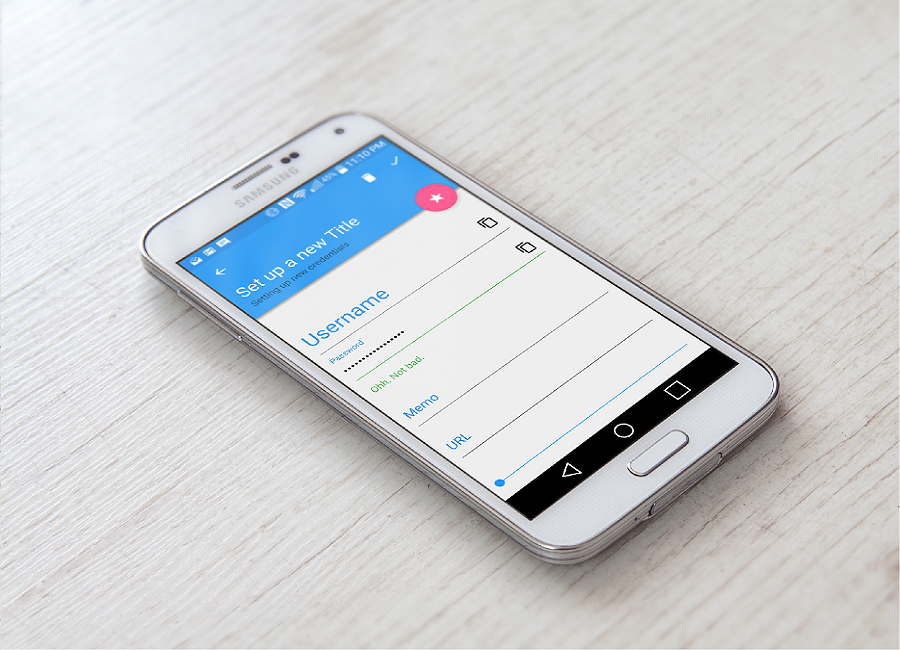 SAMSUNG
45% 11:10 PM
Set up a new Title
Setting up new credentials
Username
Password
••••••••••••••
Ohh. Not bad.
Memo
URL